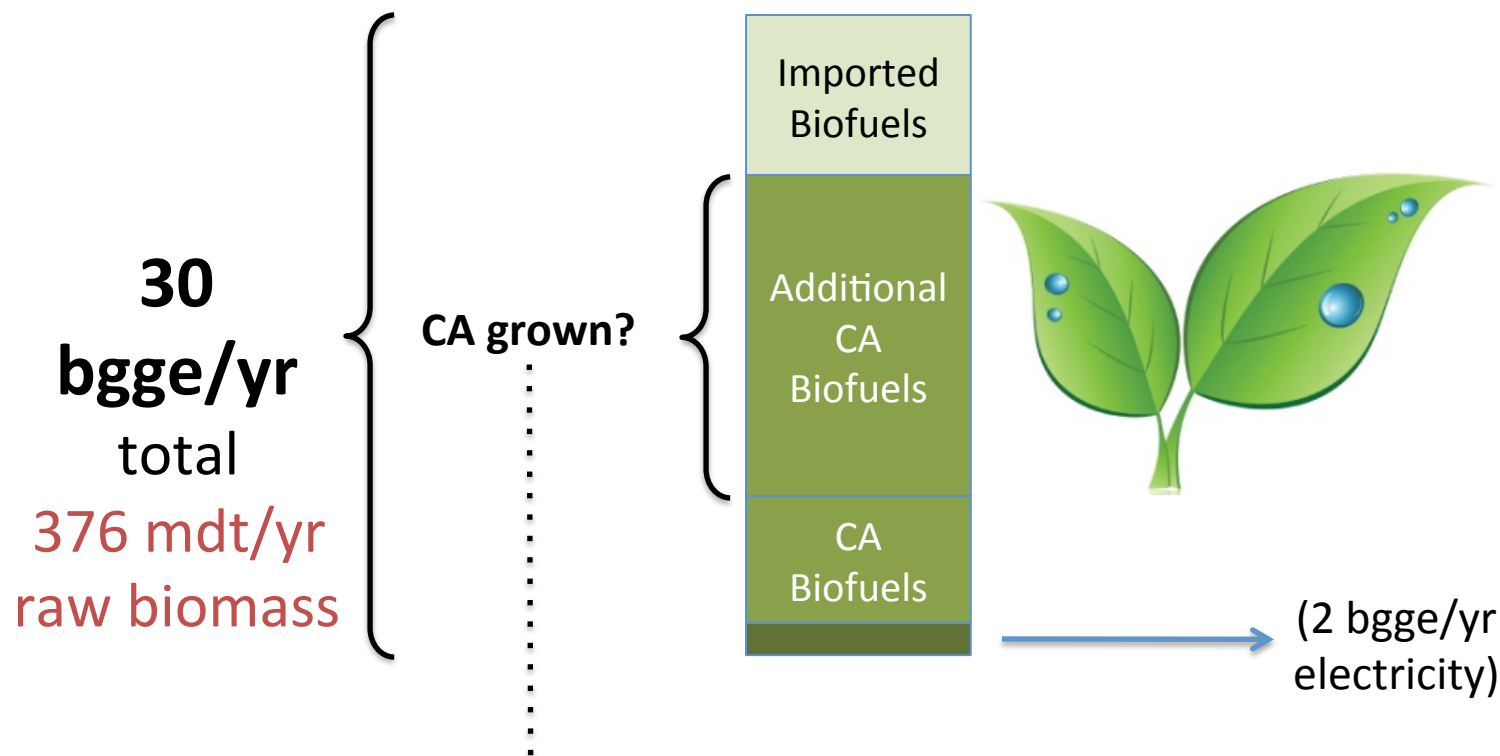 30
bgge/yr
total
376 mdt/yr
raw biomass
CA grown?
Imported
Biofuels
Additional
CA
Biofuels
CA
Biofuels
(2 bgge/yr
electricity)